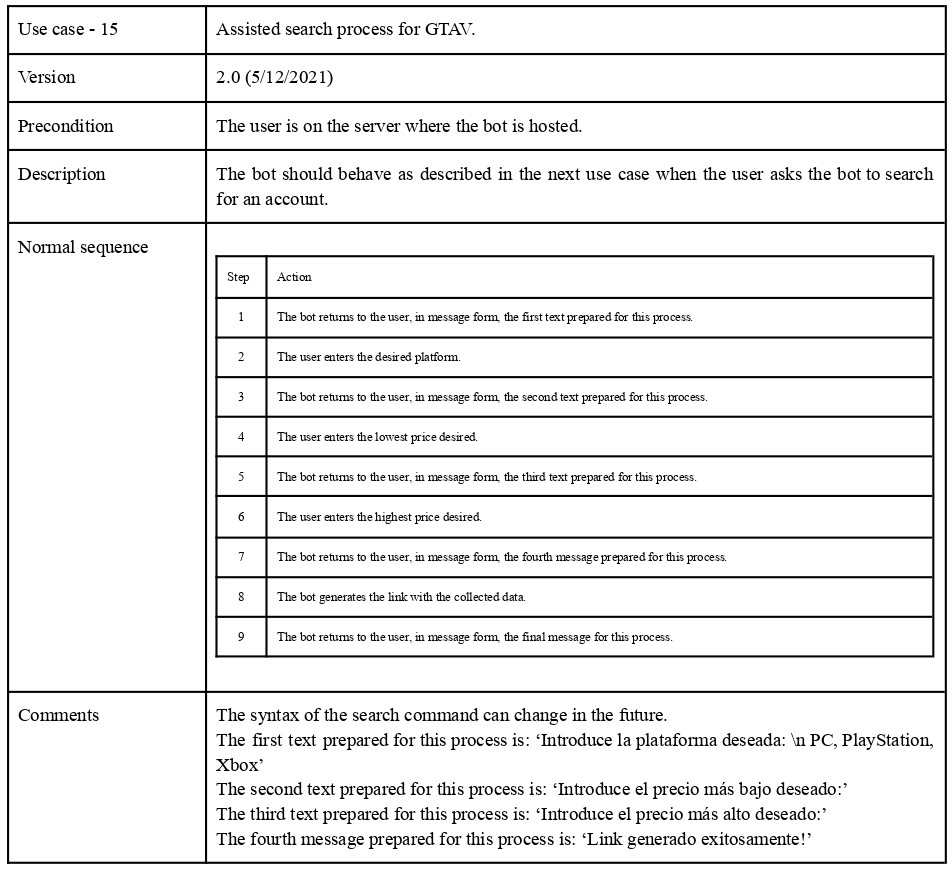 Use case - 15
Assisted search process for GTAV.
Version
2.0 (5/12/2021)
Precondition
The user is on the server where the bot is hosted.
Description
The bot should behave as described in the next use case when the user asks the bot to search
for an account.
Normal sequence
Step
Action
1
The bot returns to the user, in message form, the first text prepared for this process.
2
The user enters the desired platform.
3
The bot returns to the user, in message form, the second text prepared for this process.
4
The user enters the lowest price desired.
5
The bot returns to the user, in message form, the third text prepared for this process.
6
The user enters the highest price desired.
7
The bot returns to the user, in message form, the fourth message prepared for this process.
8
The bot generates the link with the collected data.
9
The bot returns to the user, in message form, the final message for this process.
Comments
The syntax of the search command can change in the future.
The first text prepared for this process is: ‘Introduce la plataforma deseada: \n PC, PlayStation,
Xbox’
The second text prepared for this process is: ‘Introduce el precio más bajo deseado:’
The third text prepared for this process is: ‘Introduce el precio más alto deseado:’
The fourth message prepared for this process is: ‘Link generado exitosamente!’